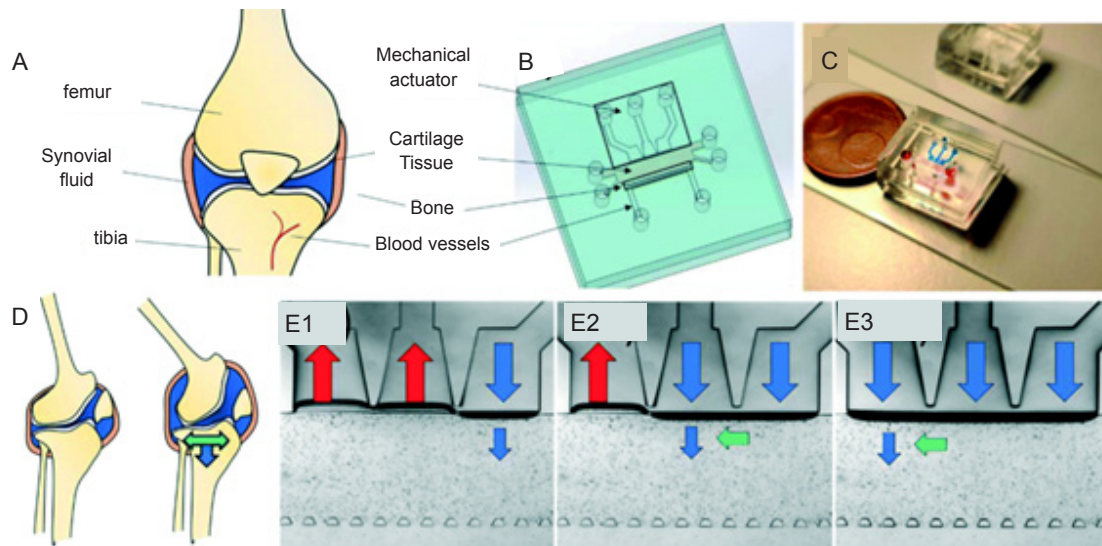 A
femur
Synovial
fluid
tibia
Mechanical
actuator
Cartilage
Tissue
Bone
Blood vessels
B
C
D
E1
E2
E3